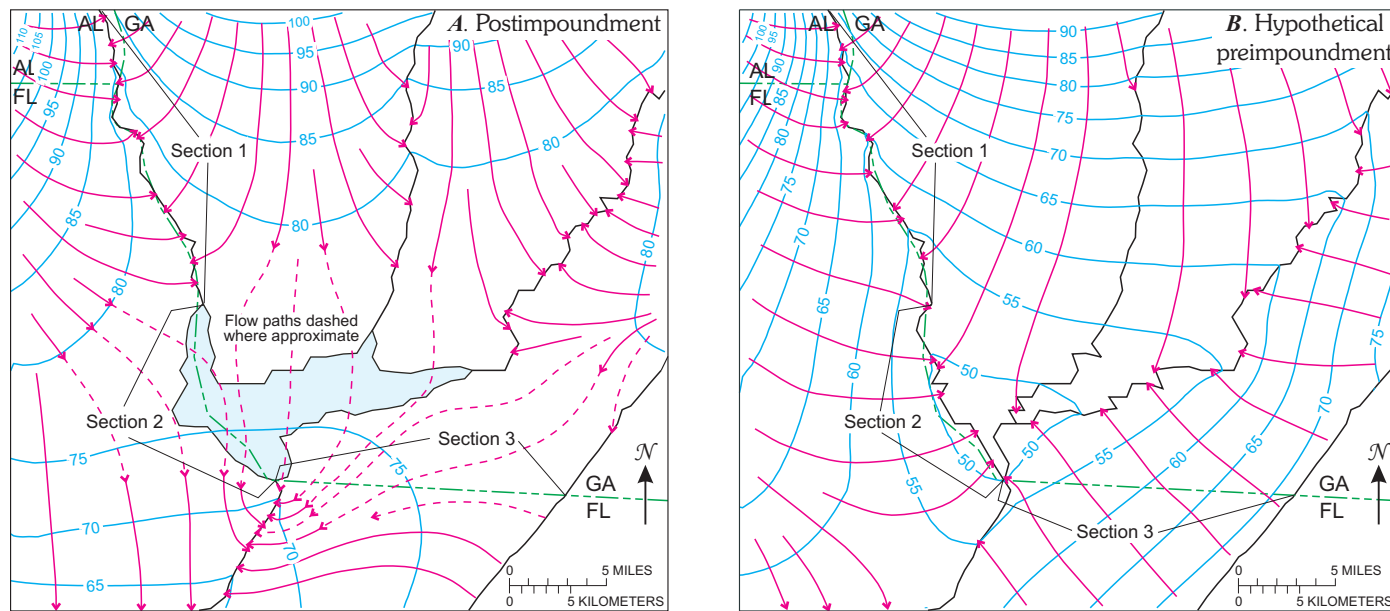 A. Postimpoundment
AL GA
AL
FL
110
105
100
95
90
85
80
100
95
90
85
80
90
85
80
80
Section 1
Flow paths dashed
where approximate
Section 2
Section 3
75
75
70
70
65
GA
FL
N
0 5 MILES
0 5 KILOMETERS
B. Hypothetical
preimpoundment
AL GA
AL
FL
100
95
90
85
80
75
70
65
60
55
90
85
80
75
70
65
60
55
50
Section 1
Section 2
Section 3
50
55
60
65
70
75
GA
FL
N
0 5 MILES
0 5 KILOMETERS